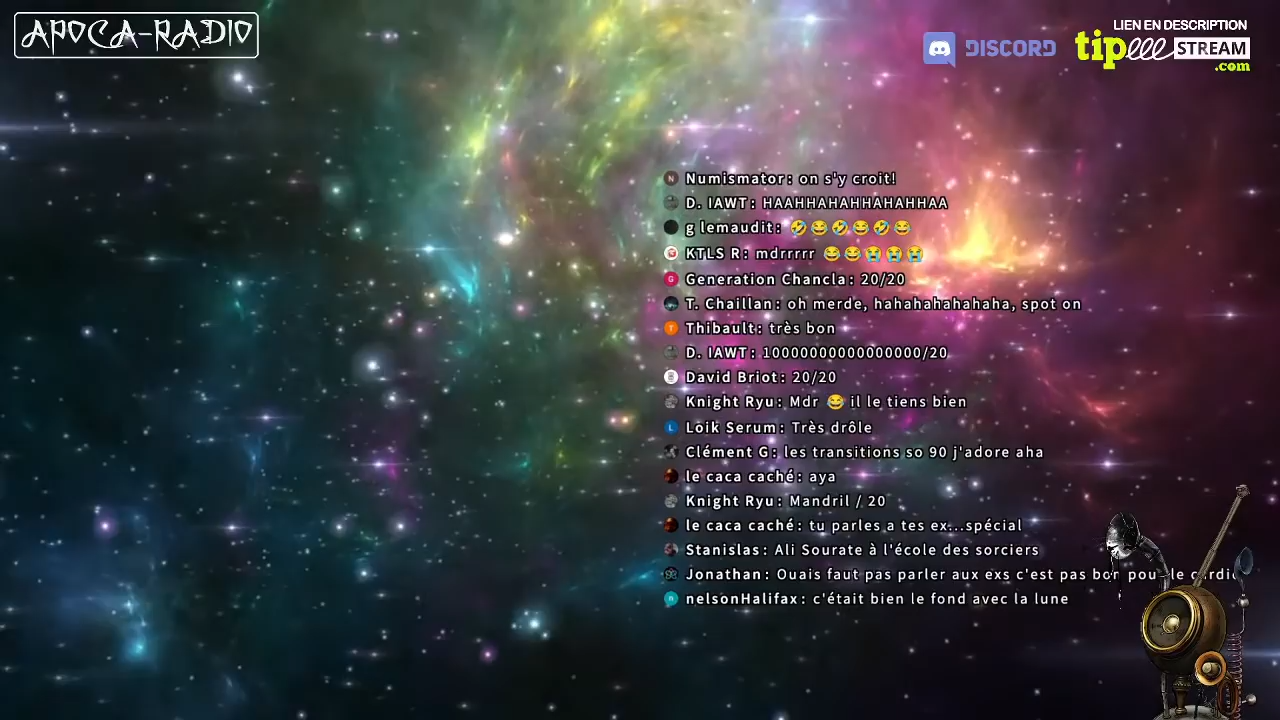 APOCA-RADIO
LIEN EN DESCRIPTION
DISCORD
tipeee STREAM
.com
Numismator: on s'y croit!
D. IAWT: HAAHHAHAHHAHAHHAA
g lemaudit: 🤣😂🤣😂🤣😂
KTLS R: mdrrrrr 😂😂😭😭😭
Generation Chancla: 20/20
T. Chaillan: oh merde, hahahahahahaha, spot on
Thibault: très bon
D. IAWT: 10000000000000000/20
David Briot: 20/20
Knight Ryu: Mdr 😂 il le tiens bien
Loik Serum: Très drôle
Clément G: les transitions so 90 j'adore aha
le caca caché: aya
Knight Ryu: Mandril / 20
le caca caché: tu parles a tes ex...spécial
Stanislas: Ali Sourate à l'école des sorciers
Jonathan: Ouais faut pas parler aux exs c'est pas bon pou le
nelsonHalifax: c'était bien le fond avec la lune